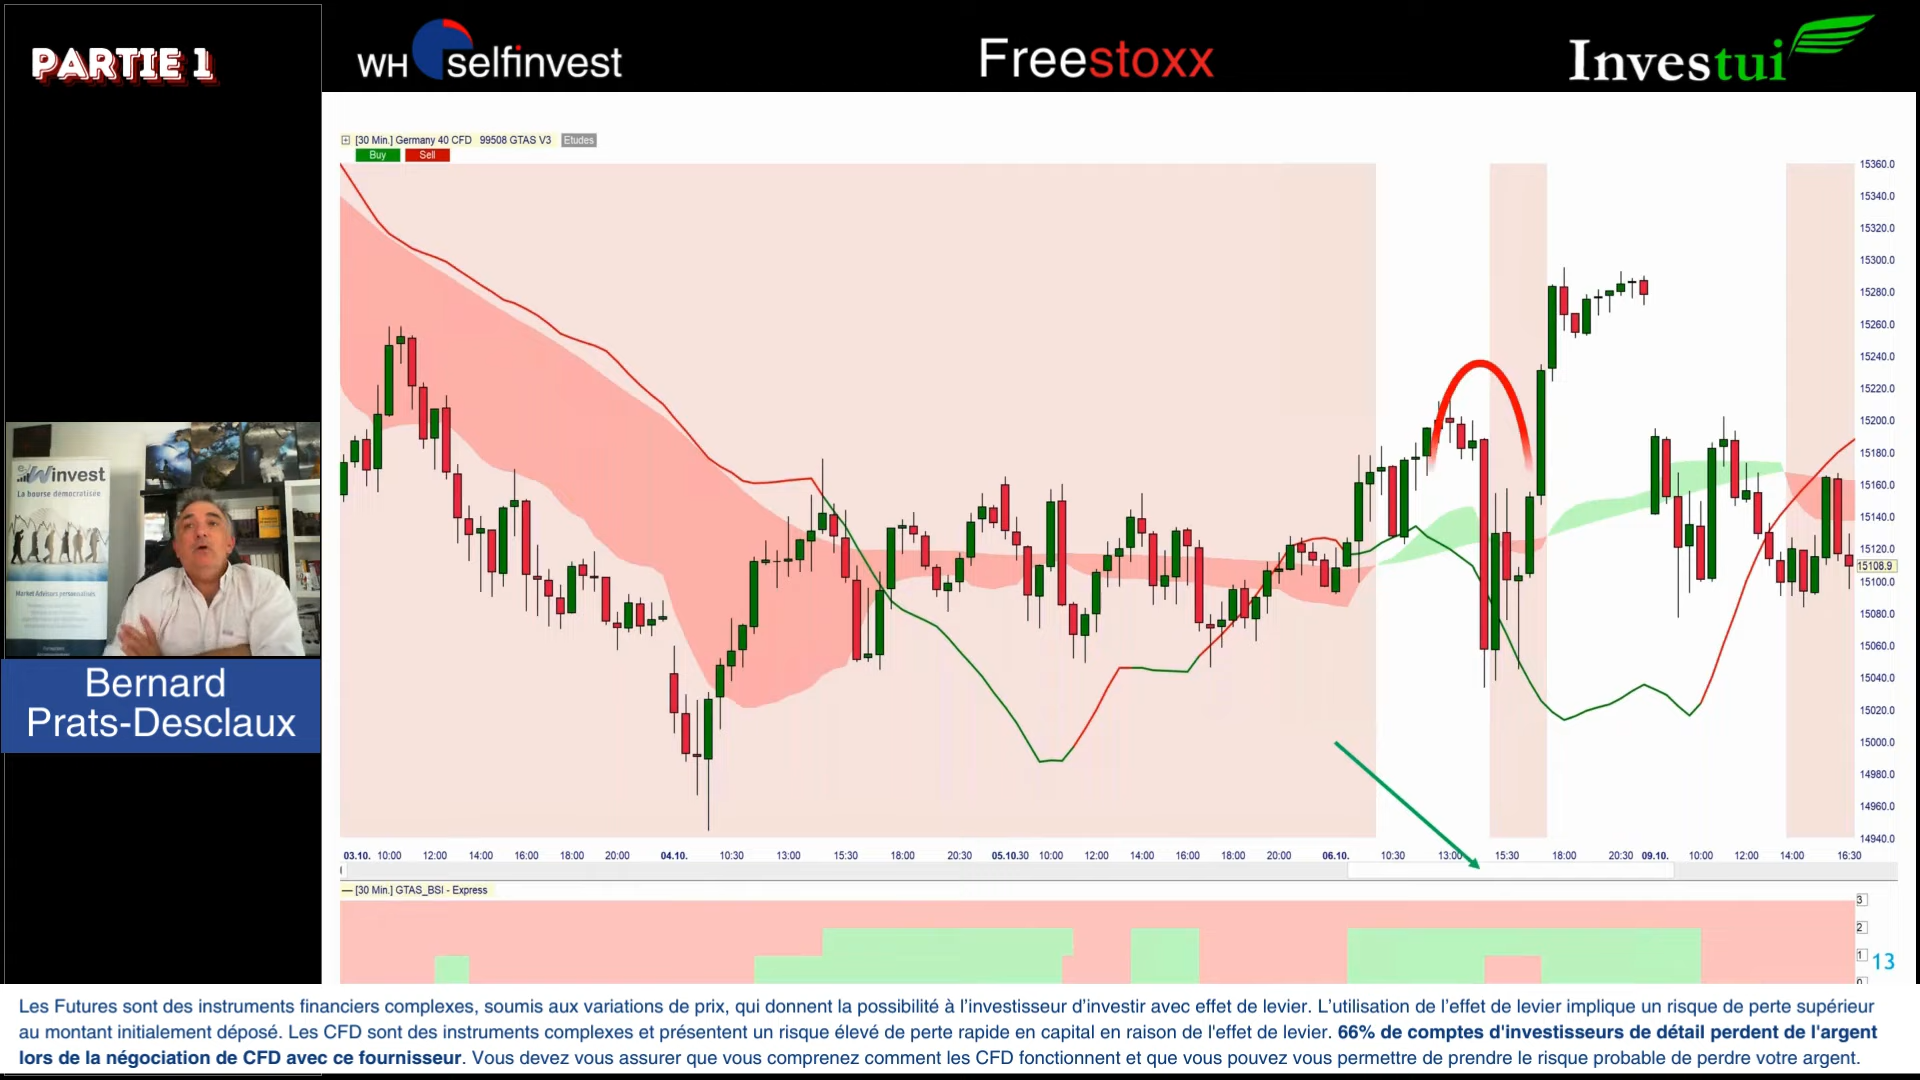 PARTIE 1
WH selfinvest
Freestoxx
Investui
[30 Min.] Germany 40 CFD 99508 GTAS V3 Etudes
Buy Sell
15360.0
15340.0
15320.0
15300.0
15280.0
15260.0
15240.0
15220.0
15200.0
15180.0
15160.0
15140.0
15120.0
15108.9
15100.0
15080.0
15060.0
15040.0
15020.0
15000.0
14980.0
14960.0
14940.0
Winvest
La bourse démocratisée
Market Advisors personnalisés
Bernard
Prats-Desclaux
03.10. 10:00 12:00 14:00 16:00 18:00 20:00 04.10. 10:30 13:00 15:30 18:00 20:30 05.10.30 10:00 12:00 14:00 16:00 18:00 20:00 06.10. 10:30 13:00 15:30 18:00 20:30 09.10. 10:00 12:00 14:00 16:30
[30 Min.] GTAS_BSI - Express
3
2
1
0
13
Les Futures sont des instruments financiers complexes, soumis aux variations de prix, qui donnent la possibilité à l'investisseur d'investir avec effet de levier. L'utilisation de l'effet de levier implique un risque de perte supérieur
au montant initialement déposé. Les CFD sont des instruments complexes et présentent un risque élevé de perte rapide en capital en raison de l'effet de levier. 66% de comptes d'investisseurs de détail perdent de l'argent
lors de la négociation de CFD avec ce fournisseur. Vous devez vous assurer que vous comprenez comment les CFD fonctionnent et que vous pouvez vous permettre de prendre le risque probable de perdre votre argent.